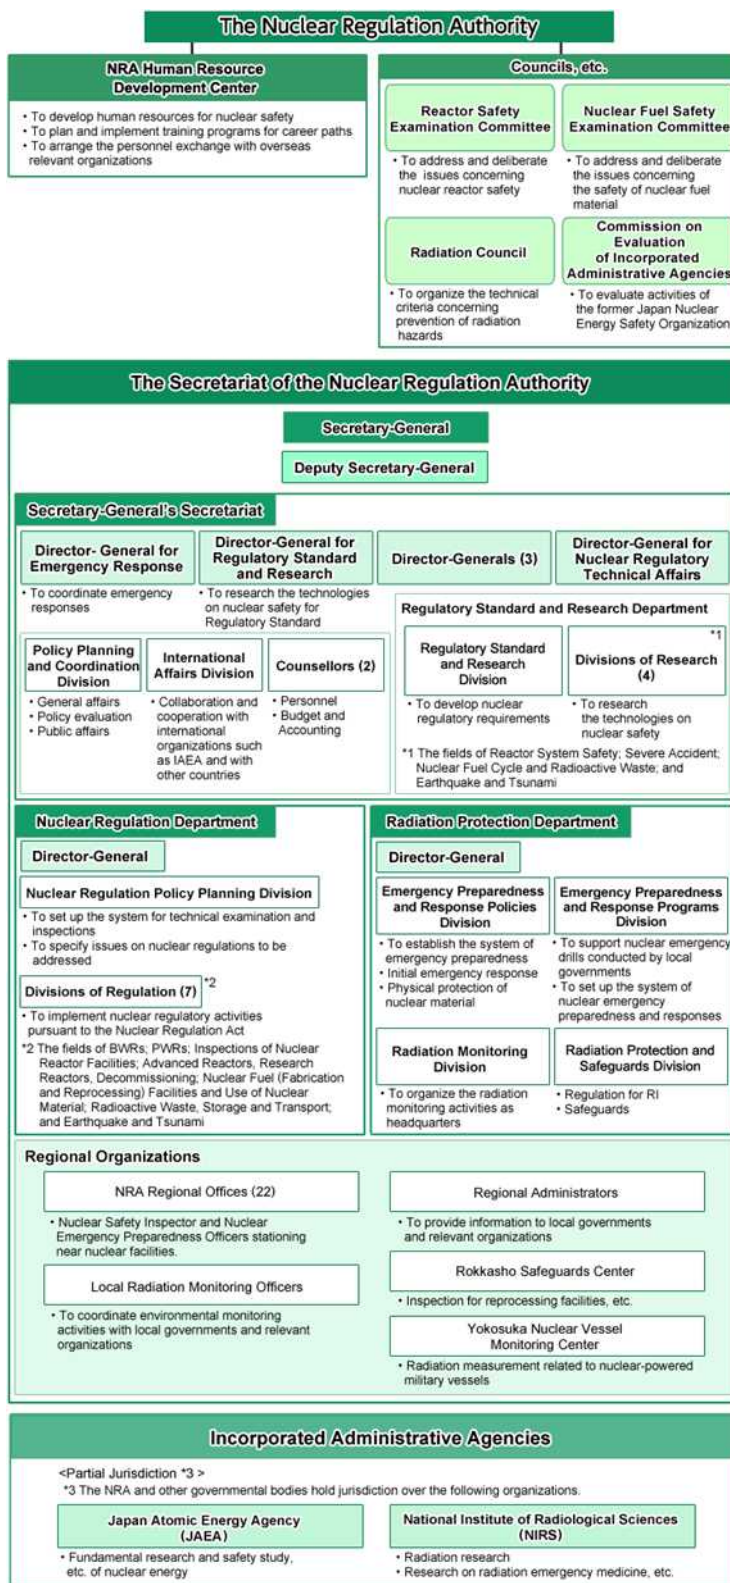 The Nuclear Regulation Authority
NRA Human Resource
Development Center
• To develop human resources for nuclear safety
• To plan and implement training programs for career paths
• To arrange the personnel exchange with overseas
relevant organizations
Councils, etc.
Reactor Safety
Examination Committee
• To address and deliberate
the issues concerning
nuclear reactor safety
Nuclear Fuel Safety
Examination Committee
• To address and deliberate
the issues concerning
the safety of nuclear fuel
material
Radiation Council
• To organize the technical
criteria concerning
prevention of radiation
hazards
Commission on
Evaluation
of Incorporated
Administrative Agencies
• To evaluate activities of
the former Japan Nuclear
Energy Safety Organization
The Secretariat of the Nuclear Regulation Authority
Secretary-General
Deputy Secretary-General
Secretary-General's Secretariat
Director- General for
Emergency Response
• To coordinate emergency
responses
Director-General for
Regulatory Standard
and Research
• To research the technologies
on nuclear safety for
Regulatory Standard
Director-Generals (3)
Director-General for
Nuclear Regulatory
Technical Affairs
Policy Planning
and Coordination
Division
• General affairs
• Policy evaluation
• Public affairs
International
Affairs Division
• Collaboration and
cooperation with
international
organizations such
as IAEA and with
other countries
Counsellors (2)
• Personnel
• Budget and
Accounting
Regulatory Standard and Research Department
Regulatory Standard
and Research
Division
• To develop nuclear
regulatory requirements
*1
Divisions of Research
(4)
• To research
the technologies on
nuclear safety
*1 The fields of Reactor System Safety; Severe Accident;
Nuclear Fuel Cycle and Radioactive Waste; and
Earthquake and Tsunami
Nuclear Regulation Department
Director-General
Nuclear Regulation Policy Planning Division
• To set up the system for technical examination and
inspections
• To specify issues on nuclear regulations to be
addressed
Divisions of Regulation (7) *2
• To implement nuclear regulatory activities
pursuant to the Nuclear Regulation Act
*2 The fields of BWRs; PWRs; Inspections of Nuclear
Reactor Facilities; Advanced Reactors, Research
Reactors, Decommissioning; Nuclear Fuel (Fabrication
and Reprocessing) Facilities and Use of Nuclear
Material; Radioactive Waste, Storage and Transport;
and Earthquake and Tsunami
Radiation Protection Department
Director-General
Emergency Preparedness
and Response Policies
Division
• To establish the system of
emergency preparedness
• Initial emergency response
• Physical protection of
nuclear material
Emergency Preparedness
and Response Programs
Division
• To support nuclear emergency
drills conducted by local
governments
• To set up the system of
nuclear emergency
preparedness and responses
Radiation Monitoring
Division
• To organize the radiation
monitoring activities as
headquarters
Radiation Protection and
Safeguards Division
• Regulation for RI
• Safeguards
Regional Organizations
NRA Regional Offices (22)
• Nuclear Safety Inspector and Nuclear
Emergency Preparedness Officers stationing
near nuclear facilities.
Local Radiation Monitoring Officers
• To coordinate environmental monitoring
activities with local governments and relevant
organizations
Regional Administrators
• To provide information to local governments
and relevant organizations
Rokkasho Safeguards Center
• Inspection for reprocessing facilities, etc.
Yokosuka Nuclear Vessel
Monitoring Center
• Radiation measurement related to nuclear-powered
military vessels
Incorporated Administrative Agencies
<Partial Jurisdiction *3 >
*3 The NRA and other governmental bodies hold jurisdiction over the following organizations.
Japan Atomic Energy Agency
(JAEA)
• Fundamental research and safety study,
etc. of nuclear energy
National Institute of Radiological Sciences
(NIRS)
• Radiation research
• Research on radiation emergency medicine, etc.